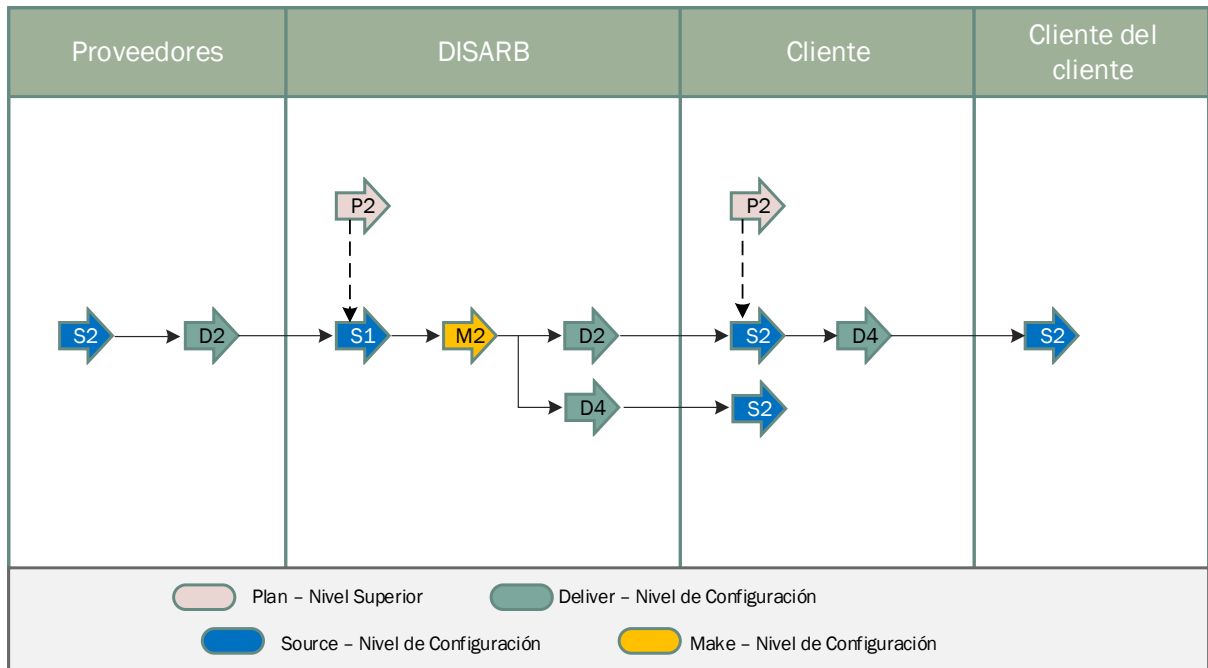 Proveedores
DISARB
Cliente
Cliente del
cliente
P2
P2
S2
D2
S1
M2
D2
S2
D4
S2
D4
S2
Plan – Nivel Superior
Deliver – Nivel de Configuración
Source – Nivel de Configuración
Make – Nivel de Configuración